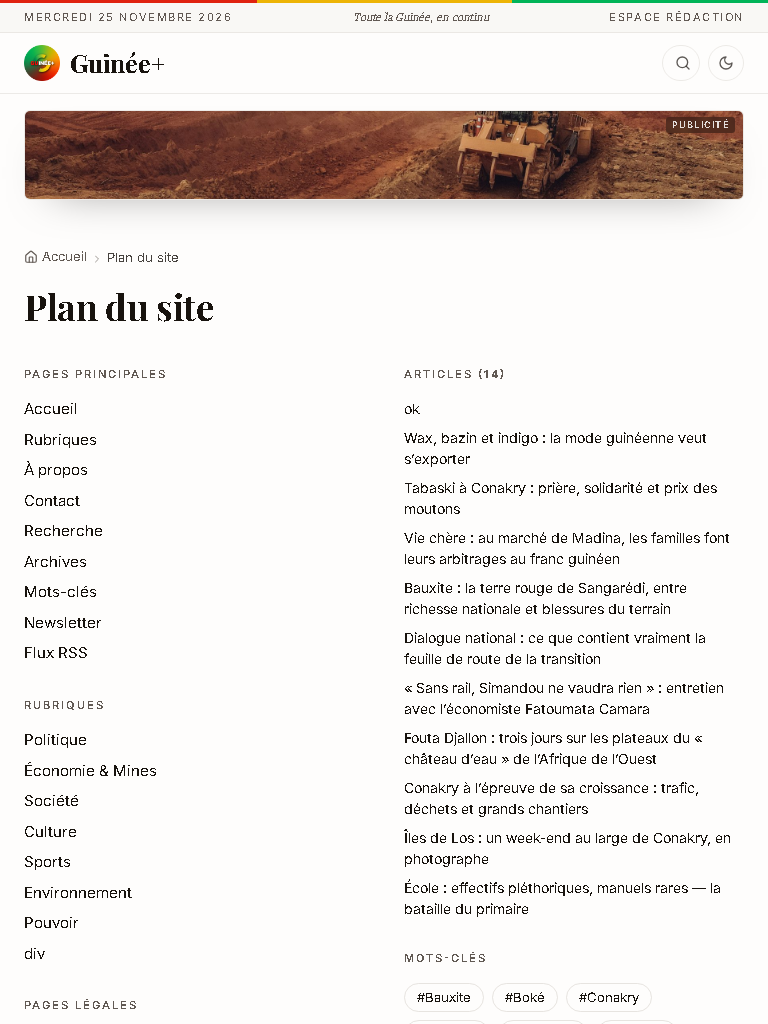 MERCREDI 25 NOVEMBRE 2026
Toute la Guinée, en continu
ESPACE RÉDACTION
Guinée+
PUBLICITÉ
Accueil
Plan du site
Plan du site
PAGES PRINCIPALES
Accueil
Rubriques
À propos
Contact
Recherche
Archives
Mots-clés
Newsletter
Flux RSS
RUBRIQUES
Politique
Économie & Mines
Société
Culture
Sports
Environnement
Pouvoir
div
PAGES LÉGALES
ARTICLES (14)
ok
Wax, bazin et indigo : la mode guinéenne veut
s’exporter
Tabaski à Conakry : prière, solidarité et prix des
moutons
Vie chère : au marché de Madina, les familles font
leurs arbitrages au franc guinéen
Bauxite : la terre rouge de Sangarédi, entre
richesse nationale et blessures du terrain
Dialogue national : ce que contient vraiment la
feuille de route de la transition
« Sans rail, Simandou ne vaudra rien » : entretien
avec l’économiste Fatoumata Camara
Fouta Djallon : trois jours sur les plateaux du «
château d’eau » de l’Afrique de l’Ouest
Conakry à l’épreuve de sa croissance : trafic,
déchets et grands chantiers
Îles de Los : un week-end au large de Conakry, en
photographe
École : effectifs pléthoriques, manuels rares — la
bataille du primaire
MOTS-CLÉS
#Bauxite
#Boké
#Conakry